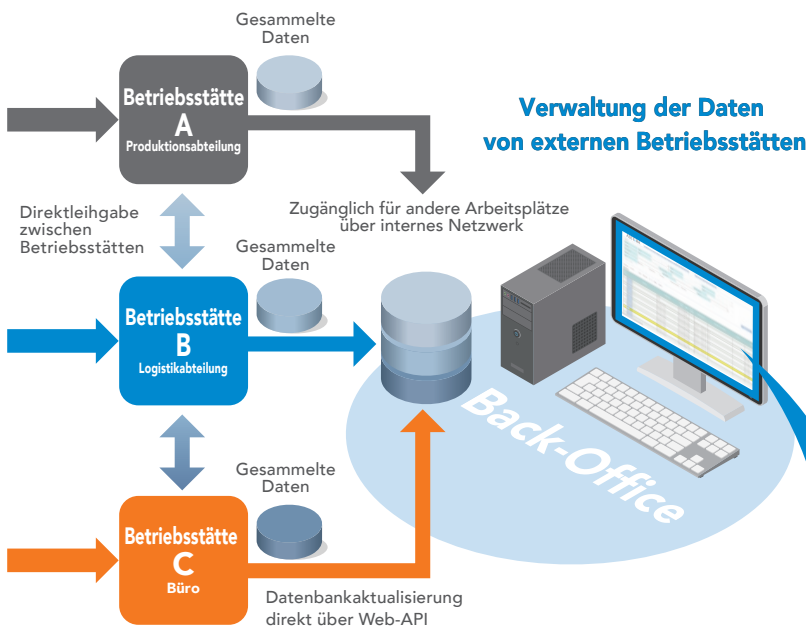 Gesammelte
Daten
Betriebsstätte
A
Produktionsabteilung
Verwaltung der Daten
von externen Betriebsstätten
Direktleihgabe
zwischen
Betriebsstätten
Zugänglich für andere Arbeitsplätze
über internes Netzwerk
Gesammelte
Daten
Betriebsstätte
B
Logistikabteilung
Back-Office
Gesammelte
Daten
Betriebsstätte
C
Büro
Datenbankaktualisierung
direkt über Web-API